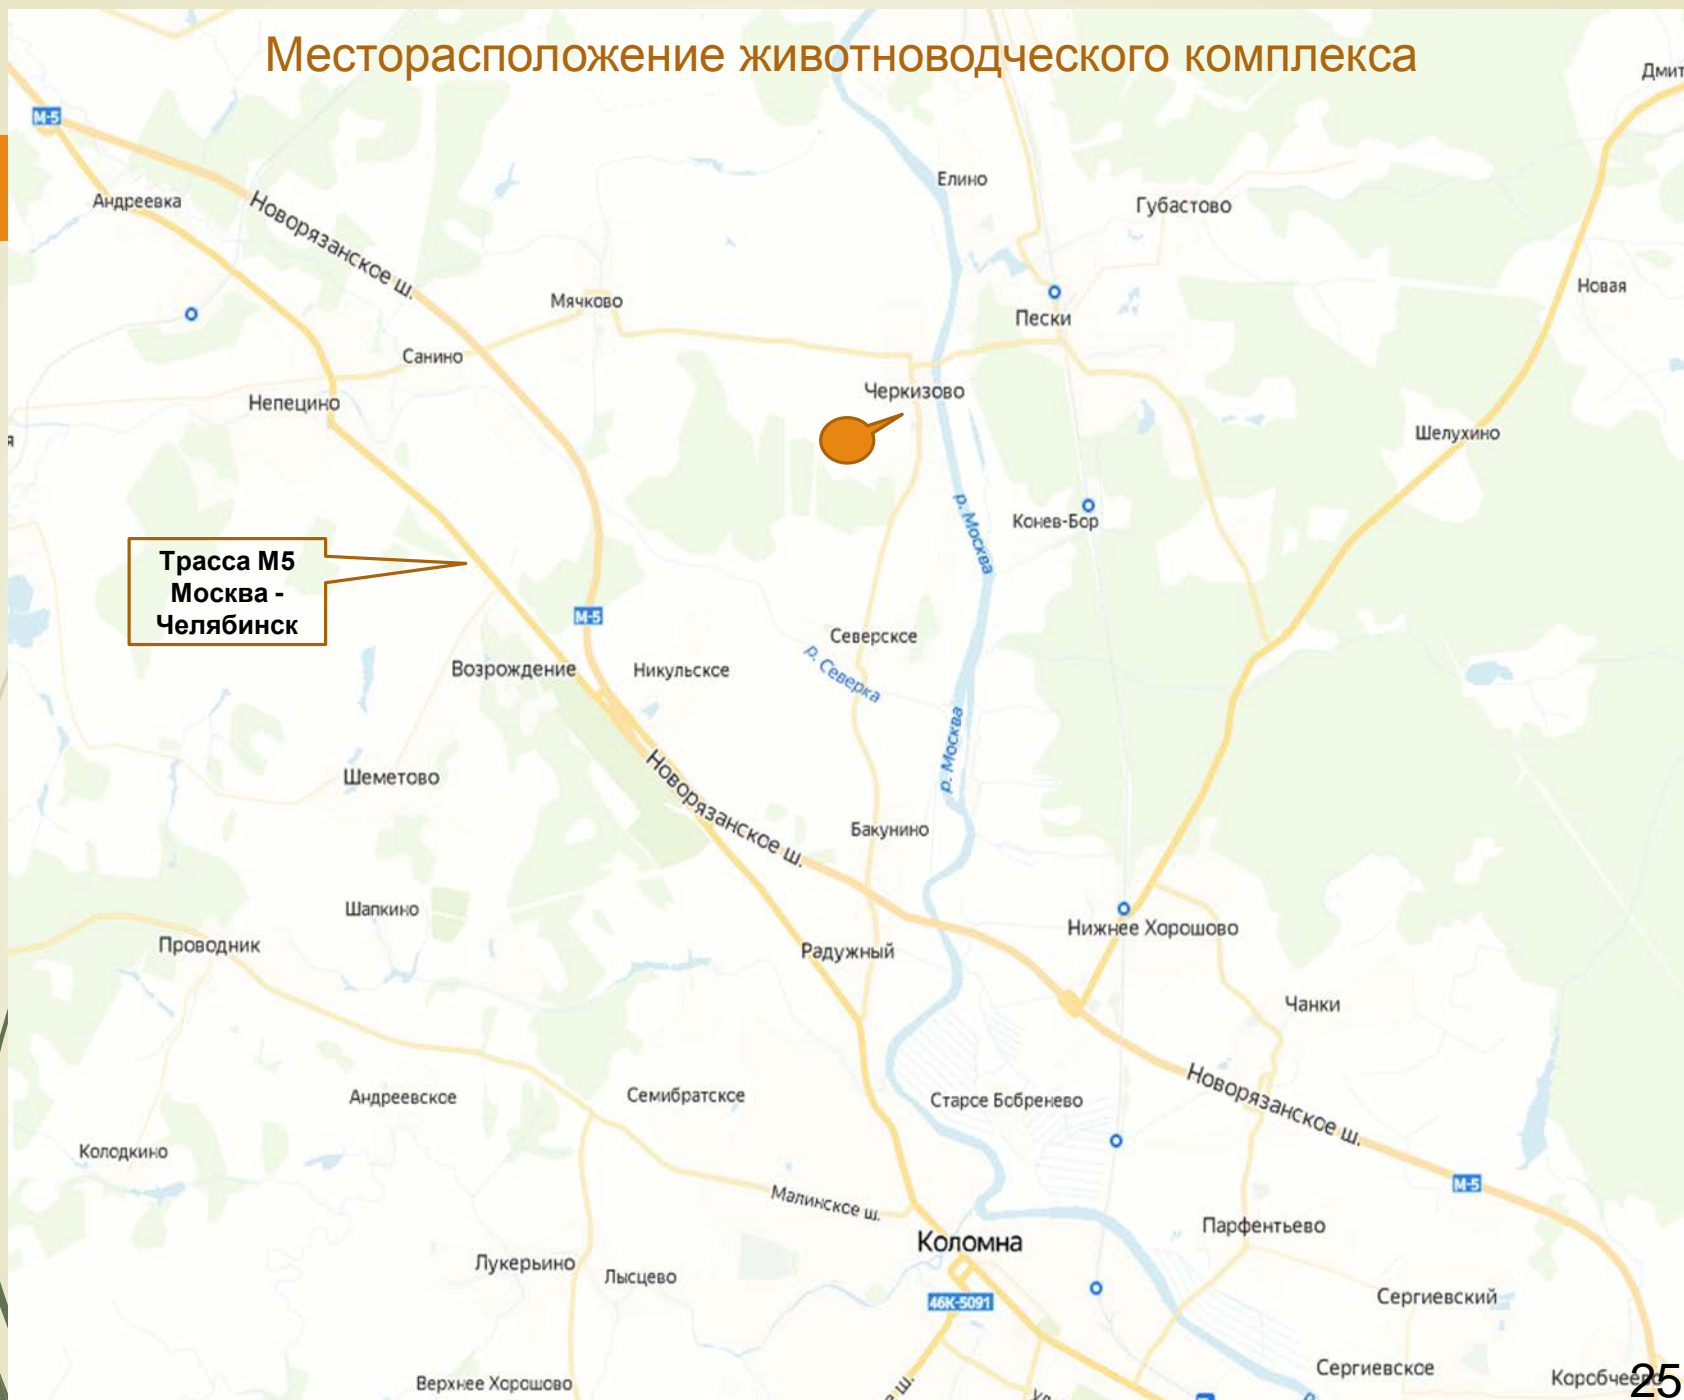 Месторасположение животноводческого комплекса
М-5
Андреевка
Новорязанское ш.
Елино
Губастово
Новая
Мячково
Пески
Санино
Непецино
Черкизово
Шелухино
р. Москва
Конев-Бор
Трасса М5
Москва -
Челябинск
М-5
Северское
р. Северка
Возрождение
Никульское
р. Москва
Шеметово
Новорязанское ш.
Бакунино
Шапкино
Проводник
Радужный
Нижнее Хорошово
Чанки
Андреевское
Семибратское
Старое Бобренево
Новорязанское ш.
Колодкино
М-5
Малинское ш.
Парфентьево
Коломна
Лукерьино
Лысцево
46К-5091
Сергиевский
Сергиевское
Верхнее Хорошово
25